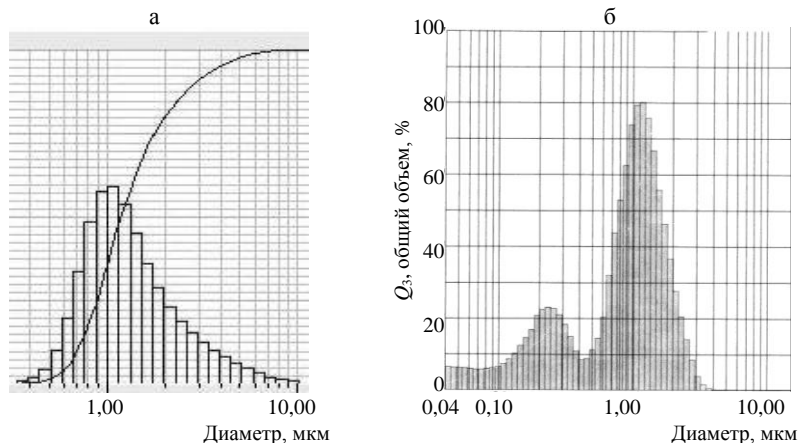 а
1,00
10,00
Диаметр, мкм
б
Q3, общий объем, %
100
80
60
40
20
0
0,04
0,10
1,00
10,00
Диаметр, мкм